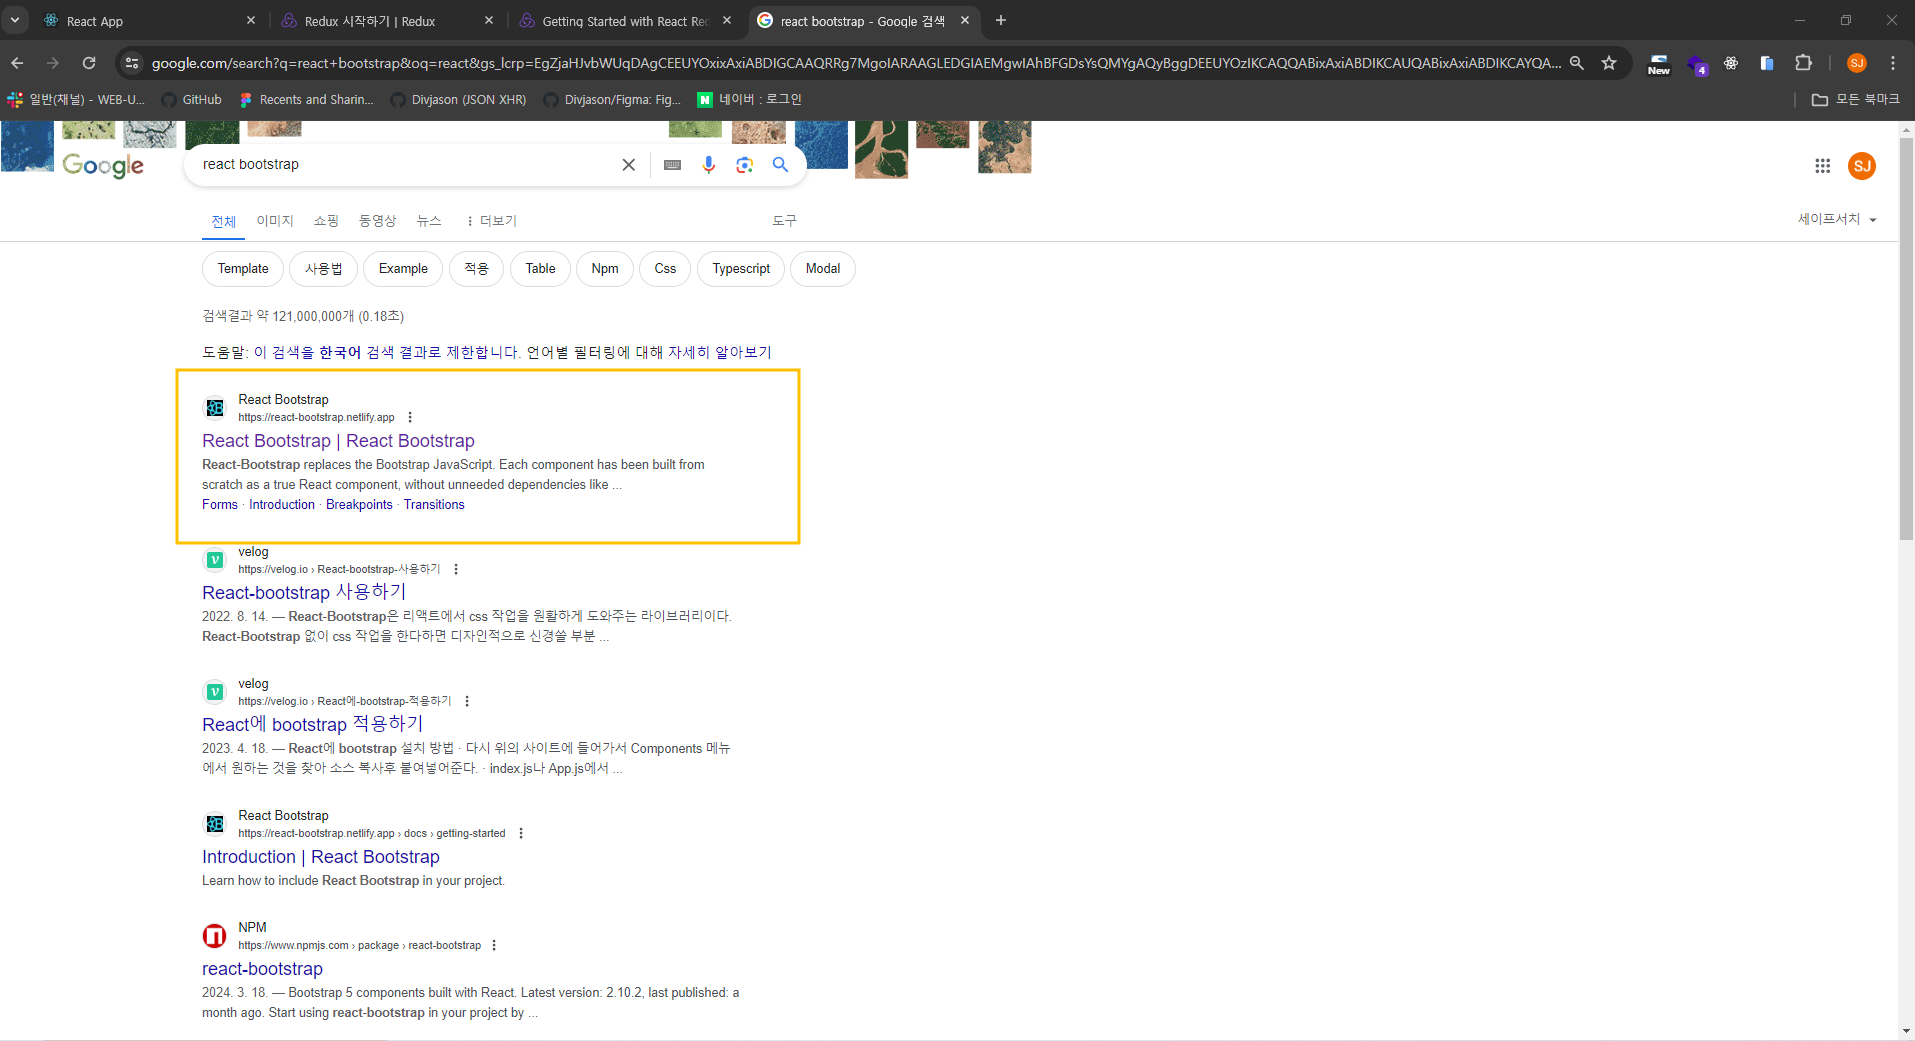 React App
Redux 시작하기 | Redux
Getting Started with React Rec
react bootstrap - Google 검색
google.com/search?q=react+bootstrap&oq=react&gs_lcrp=EgZjaHJvbWUqDAgCEEUYOxixAxiABDIGCAAQRRg7MgoIARAAGLEDGIAEMgwIAhBFGDsYsQMYgAQyBggDEEUYOzIKCAQQABixAxiABDIKCAUQABixAxiABDIKCAYQA...
New
4
SJ
일반(채널) - WEB-U...
GitHub
Recents and Sharin...
Divjason (JSON XHR)
Divjason/Figma: Fig...
N 네이버 : 로그인
모든 북마크
Google
react bootstrap
SJ
전체
이미지
쇼핑
동영상
뉴스
더보기
도구
세이프서치
Template
사용법
Example
적용
Table
Npm
Css
Typescript
Modal
검색결과 약 121,000,000개 (0.18초)
도움말: 이 검색을 한국어 검색 결과로 제한합니다. 언어별 필터링에 대해 자세히 알아보기
React Bootstrap
https://react-bootstrap.netlify.app
React Bootstrap | React Bootstrap
React-Bootstrap replaces the Bootstrap JavaScript. Each component has been built from
scratch as a true React component, without unneeded dependencies like ...
Forms · Introduction · Breakpoints · Transitions
velog
https://velog.io › React-bootstrap-사용하기
React-bootstrap 사용하기
2022. 8. 14. — React-Bootstrap은 리액트에서 css 작업을 원활하게 도와주는 라이브러리이다.
React-Bootstrap 없이 css 작업을 한다하면 디자인적으로 신경쓸 부분 ...
velog
https://velog.io › React에-bootstrap-적용하기
React에 bootstrap 적용하기
2023. 4. 18. — React에 bootstrap 설치 방법 · 다시 위의 사이트에 들어가서 Components 메뉴
에서 원하는 것을 찾아 소스 복사후 붙여넣어준다. · index.js나 App.js에서 ...
React Bootstrap
https://react-bootstrap.netlify.app › docs › getting-started
Introduction | React Bootstrap
Learn how to include React Bootstrap in your project.
NPM
https://www.npmjs.com › package › react-bootstrap
react-bootstrap
2024. 3. 18. — Bootstrap 5 components built with React. Latest version: 2.10.2, last published: a
month ago. Start using react-bootstrap in your project by ...